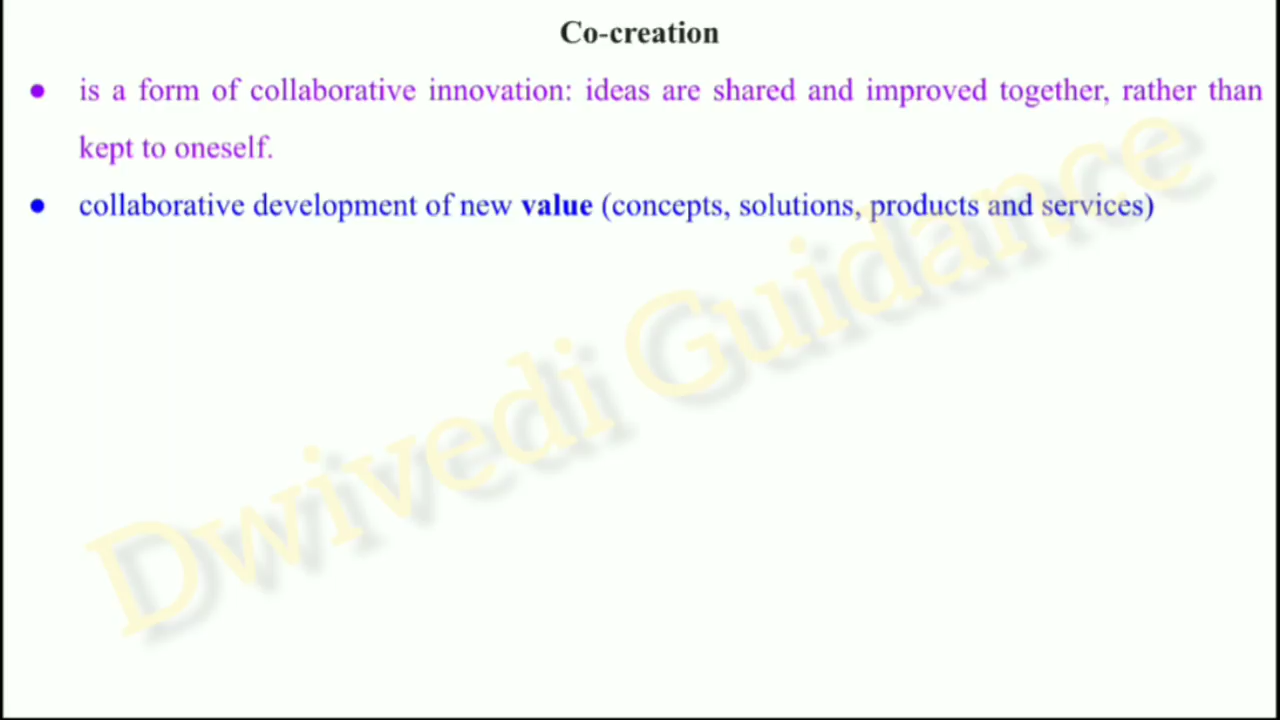 Co-creation
● is a form of collaborative innovation: ideas are shared and improved together, rather than
kept to oneself.
● collaborative development of new value (concepts, solutions, products and services)
Dwivedi Guidance